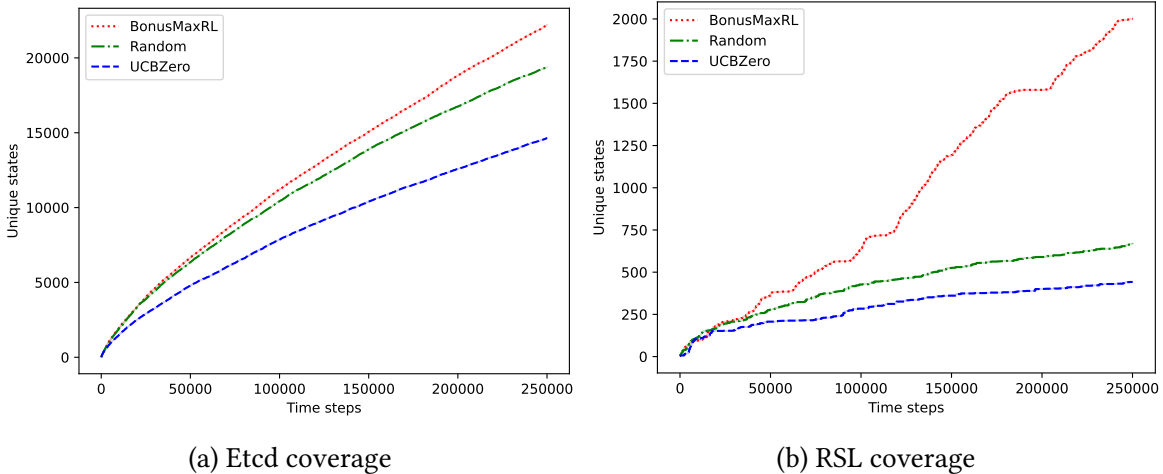 BonusMaxRL
Random
UCBZero
20000
15000
10000
5000
0
Unique states
0 50000 100000 150000 200000 250000
Time steps
(a) Etcd coverage
BonusMaxRL
Random
UCBZero
2000
1750
1500
1250
1000
750
500
250
0
Unique states
0 50000 100000 150000 200000 250000
Time steps
(b) RSL coverage